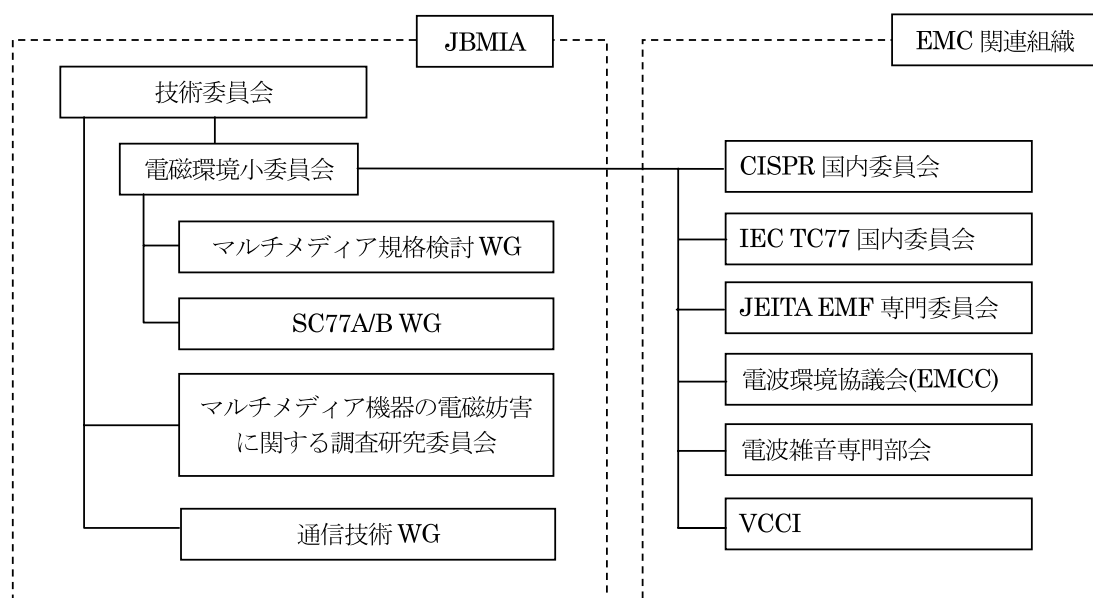 JBMIA
EMC 関連組織
技術委員会
電磁環境小委員会
マルチメディア規格検討 WG
SC77A/B WG
マルチメディア機器の電磁妨害
に関する調査研究委員会
通信技術 WG
CISPR 国内委員会
IEC TC77 国内委員会
JEITA EMF 専門委員会
電波環境協議会(EMCC)
電波雑音専門部会
VCCI